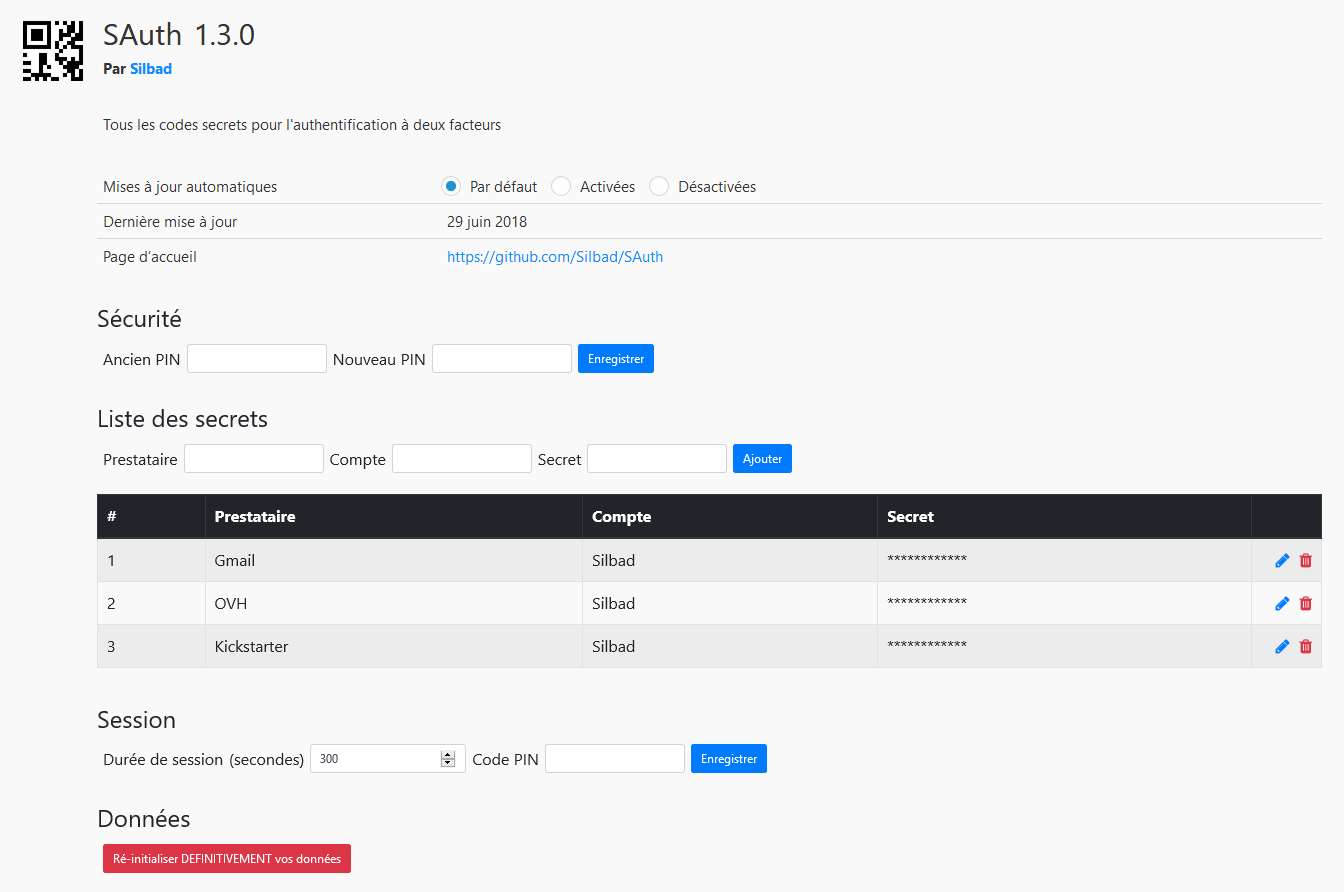 SAuth 1.3.0
Par Silbad
Tous les codes secrets pour l'authentification à deux facteurs
Mises à jour automatiques Par défaut Activées Désactivées
Dernière mise à jour 29 juin 2018
Page d’accueil https://github.com/Silbad/SAuth
Sécurité
Ancien PIN Nouveau PIN Enregistrer
Liste des secrets
Prestataire Compte Secret Ajouter
# Prestataire Compte Secret
1 Gmail Silbad ************
2 OVH Silbad ************
3 Kickstarter Silbad ************
Session
Durée de session (secondes) 300 Code PIN Enregistrer
Données
Ré-initialiser DEFINITIVEMENT vos données